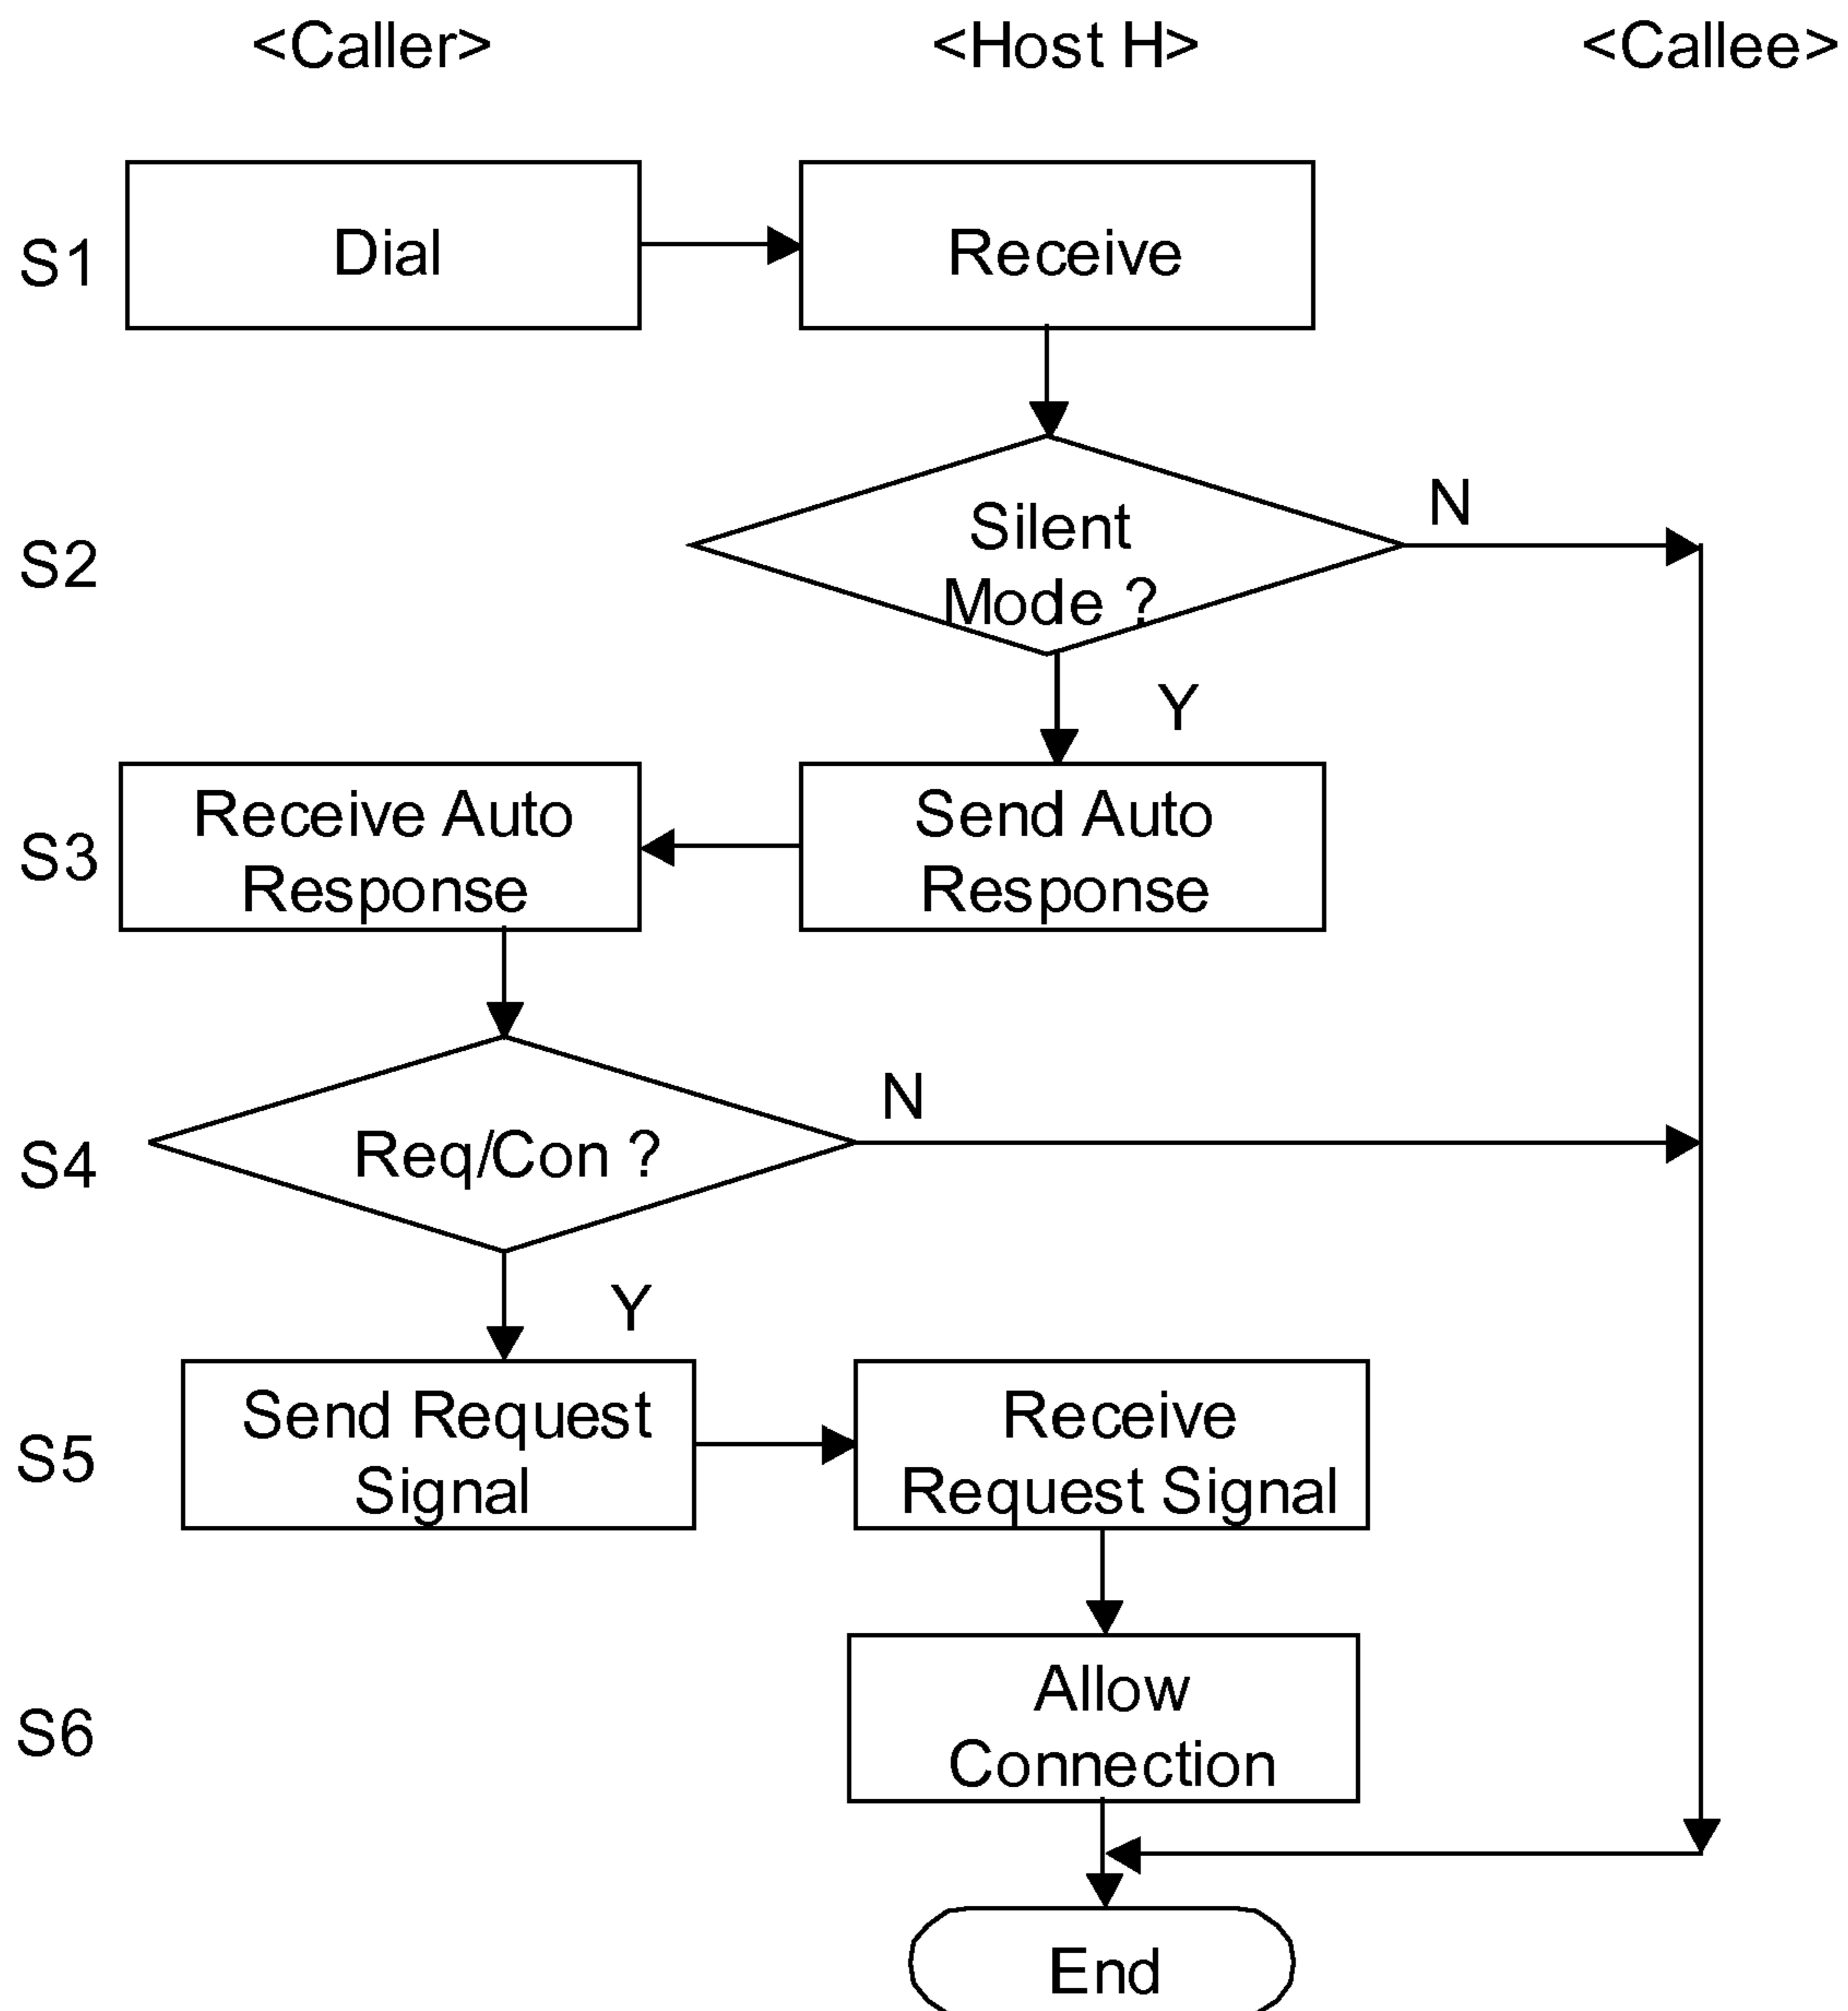 <Caller>
<Host H>
<Callee>
S1
Dial
Receive
S2
Silent
Mode ?
N
Y
S3
Receive Auto
Response
Send Auto
Response
S4
Req/Con ?
N
Y
S5
Send Request
Signal
Receive
Request Signal
S6
Allow
Connection
End